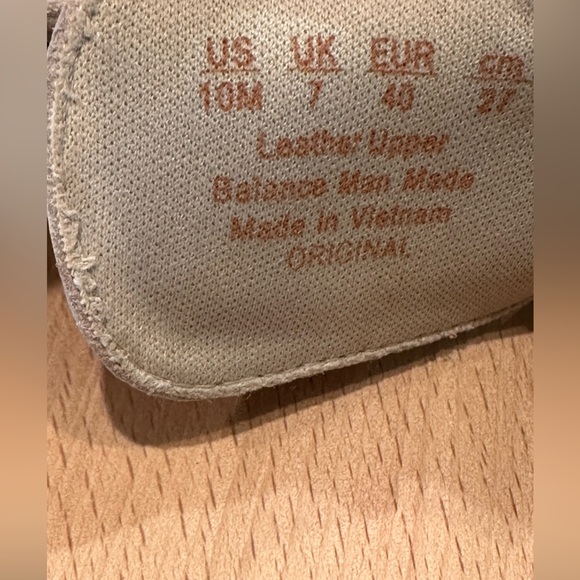 US UK EUR cm
10M 7 40 27
Leather Upper
Balance Man Made
Made in Vietnam
ORIGINAL